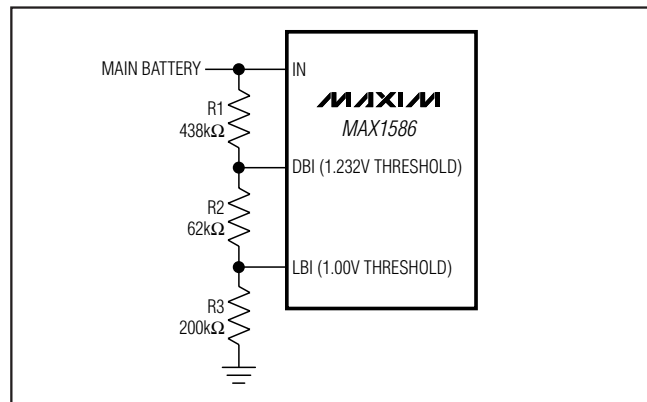 MAIN BATTERY
IN
MAXIM
MAX1586
R1
438kΩ
DBI (1.232V THRESHOLD)
R2
62kΩ
LBI (1.00V THRESHOLD)
R3
200kΩ